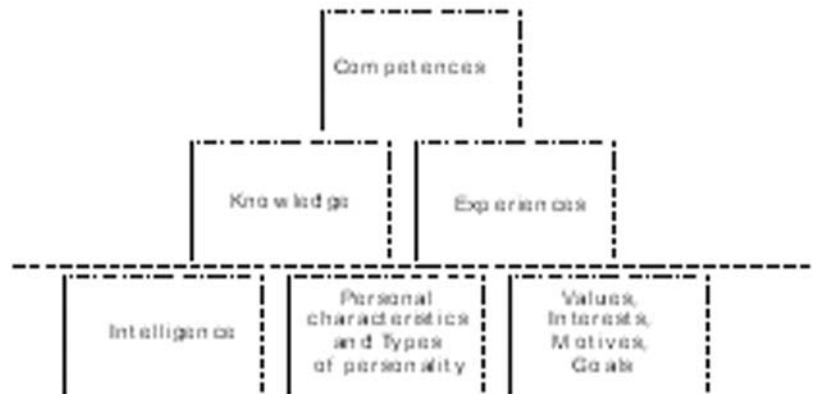 Competences
Knowledge
Experiences
Intelligence
Personal
characteristics
and Types
of personality
Values,
Interests,
Motives,
Goals